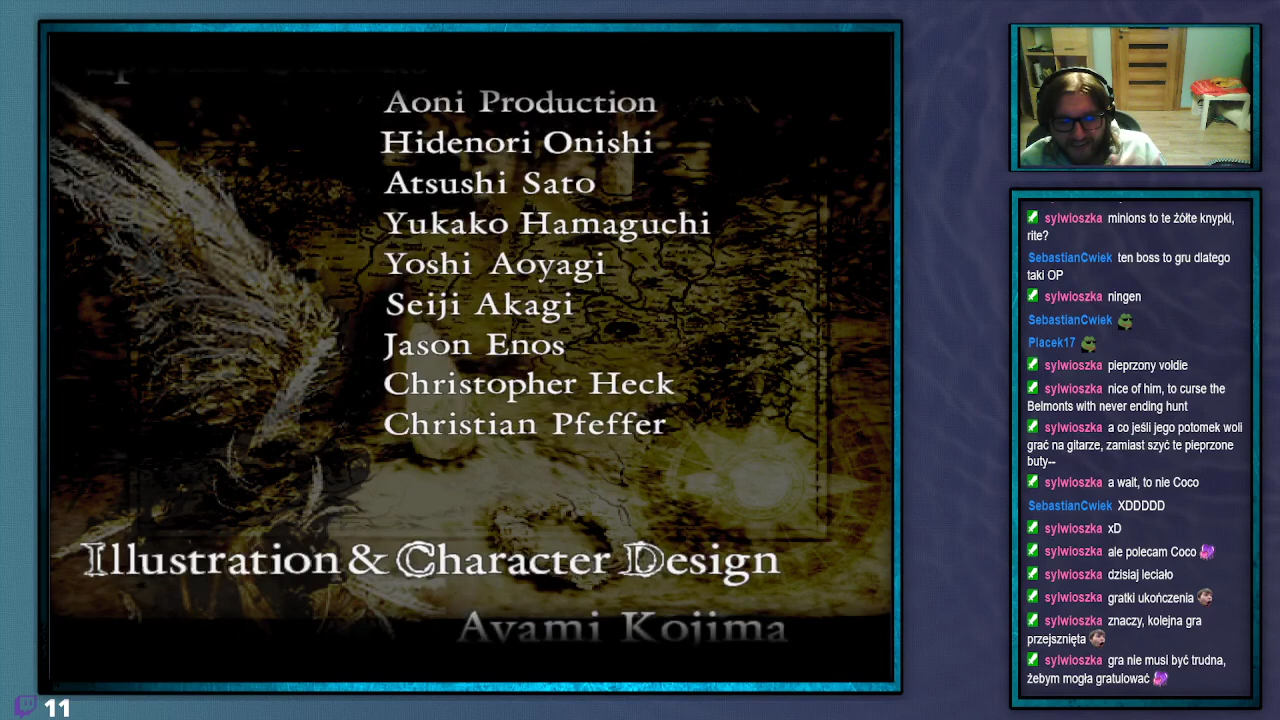 Aoni Production
Hidenori Onishi
Atsushi Sato
Yukako Hamaguchi
Yoshi Aoyagi
Seiji Akagi
Jason Enos
Christopher Heck
Christian Pfeffer
Illustration & Character Design
Ayami Kojima
11
sylwioszka minions to te żółte knypki,
rite?
SebastianCwiek ten boss to gru dlatego
taki OP
sylwioszka ningen
SebastianCwiek
Placek17
sylwioszka pieprzony voldie
sylwioszka nice of him, to curse the
Belmonts with never ending hunt
sylwioszka a co jeśli jego potomek woli
grać na gitarze, zamiast szyć te pieprzone
buty--
sylwioszka a wait, to nie Coco
SebastianCwiek XDDDDD
sylwioszka xD
sylwioszka ale polecam Coco
sylwioszka dzisiaj leciało
sylwioszka gratki ukończenia
sylwioszka znaczy, kolejna gra
przejsznięta
sylwioszka gra nie musi być trudna,
żebym mogła gratulować